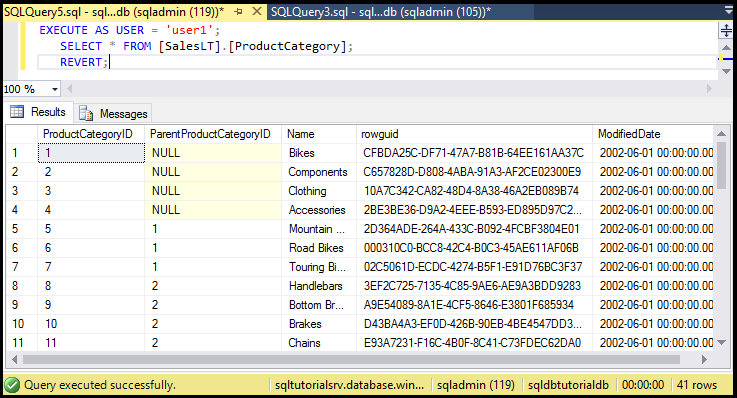 SQLQuery5.sql - sql...db (sqladmin (119))* SQLQuery3.sql - sql...db (sqladmin (105))*
EXECUTE AS USER = 'user1';
SELECT * FROM [SalesLT].[ProductCategory];
REVERT;
100 %
Results Messages
ProductCategoryID ParentProductCategoryID Name rowguid ModifiedDate
1 1 NULL Bikes CFBDA25C-DF71-47A7-B81B-64EE161AA37C 2002-06-01 00:00:00.00
2 2 NULL Components C657828D-D808-4ABA-91A3-AF2CE02300E9 2002-06-01 00:00:00.00
3 3 NULL Clothing 10A7C342-CA82-48D4-8A38-46A2EB089B74 2002-06-01 00:00:00.00
4 4 NULL Accessories 2BE3BE36-D9A2-4EEE-B593-ED895D97C2... 2002-06-01 00:00:00.00
5 5 1 Mountain ... 2D364ADE-264A-433C-B092-4FCBF3804E01 2002-06-01 00:00:00.00
6 6 1 Road Bikes 000310C0-BCC8-42C4-B0C3-45AE611AF06B 2002-06-01 00:00:00.00
7 7 1 Touring Bi... 02C5061D-ECDC-4274-B5F1-E91D76BC3F37 2002-06-01 00:00:00.00
8 8 2 Handlebars 3EF2C725-7135-4C85-9AE6-AE9A3BDD9283 2002-06-01 00:00:00.00
9 9 2 Bottom Br... A9E54089-8A1E-4CF5-8646-E3801F685934 2002-06-01 00:00:00.00
10 10 2 Brakes D43BA4A3-EF0D-426B-90EB-4BE4547DD3... 2002-06-01 00:00:00.00
11 11 2 Chains E93A7231-F16C-4B0F-8C41-C73FDEC62DA0 2002-06-01 00:00:00.00
Query executed successfully. sqltutorialsrv.database.win... sqladmin (119) sqldbtutorialdb 00:00:00 41 rows